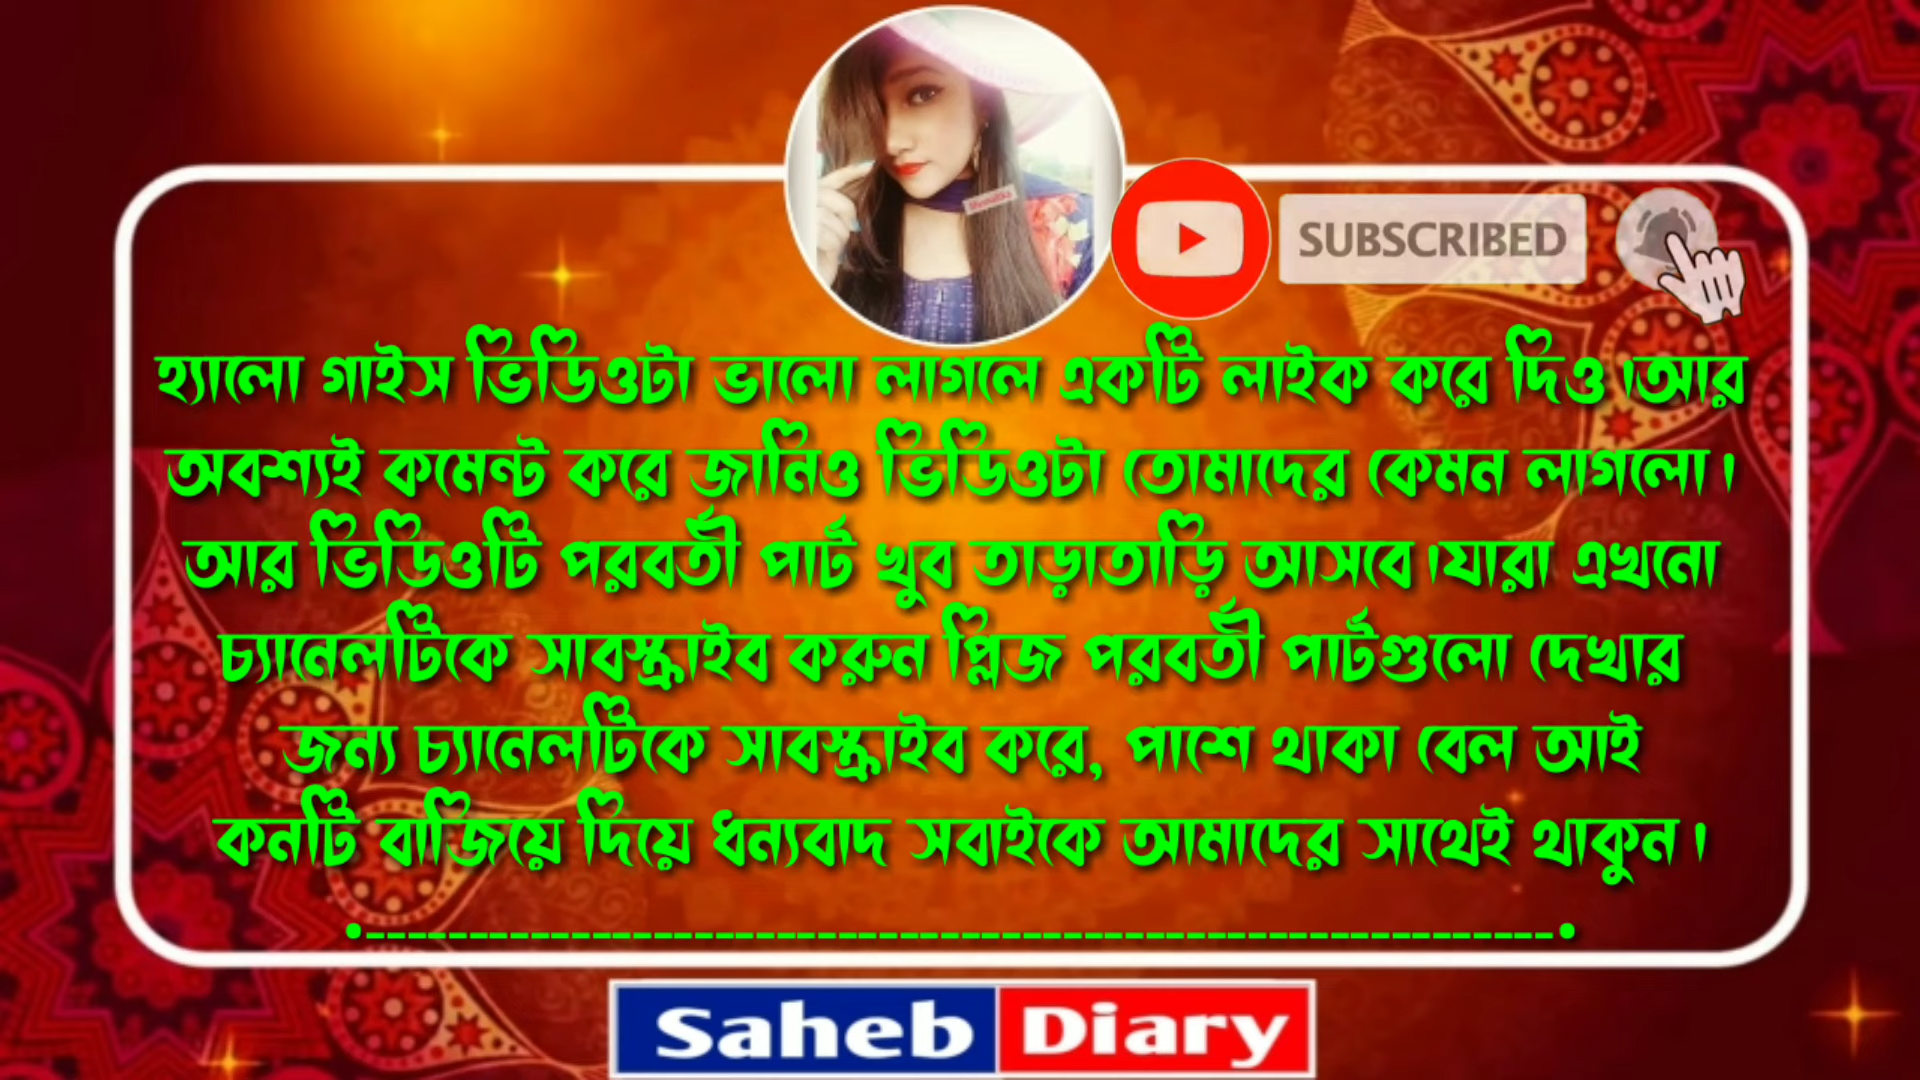 SUBSCRIBED
হ্যালো গাইস ভিডিওটা ভালো লাগলে একটি লাইক করে দিও।আর
অবশ্যই কমেন্ট করে জানিও ভিডিওটা তোমাদের কেমন লাগলো।
আর ভিডিওটি পরবর্তী পার্ট খুব তাড়াতাড়ি আসবে।যারা এখনো
চ্যানেলটিকে সাবস্ক্রাইব করুন প্লিজ পরবর্তী পার্টগুলো দেখার
জন্য চ্যানেলটিকে সাবস্ক্রাইব করে, পাশে থাকা বেল আই
কনটি বাজিয়ে দিয়ে ধন্যবাদ সবাইকে আমাদের সাথেই থাকুন।
Saheb Diary